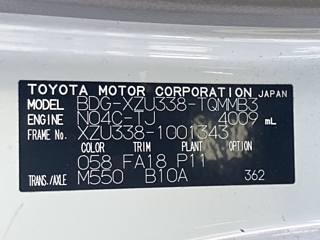 TOYOTA MOTOR CORPORATION JAPAN
MODEL BDG-XZU338-TQMMB3
ENGINE N04C-TJ 4009 mL
FRAME No. XZU338-1001343
COLOR TRIM PLANT OPTION
058 FA18 P11
TRANS./AXLE M550 B10A 362